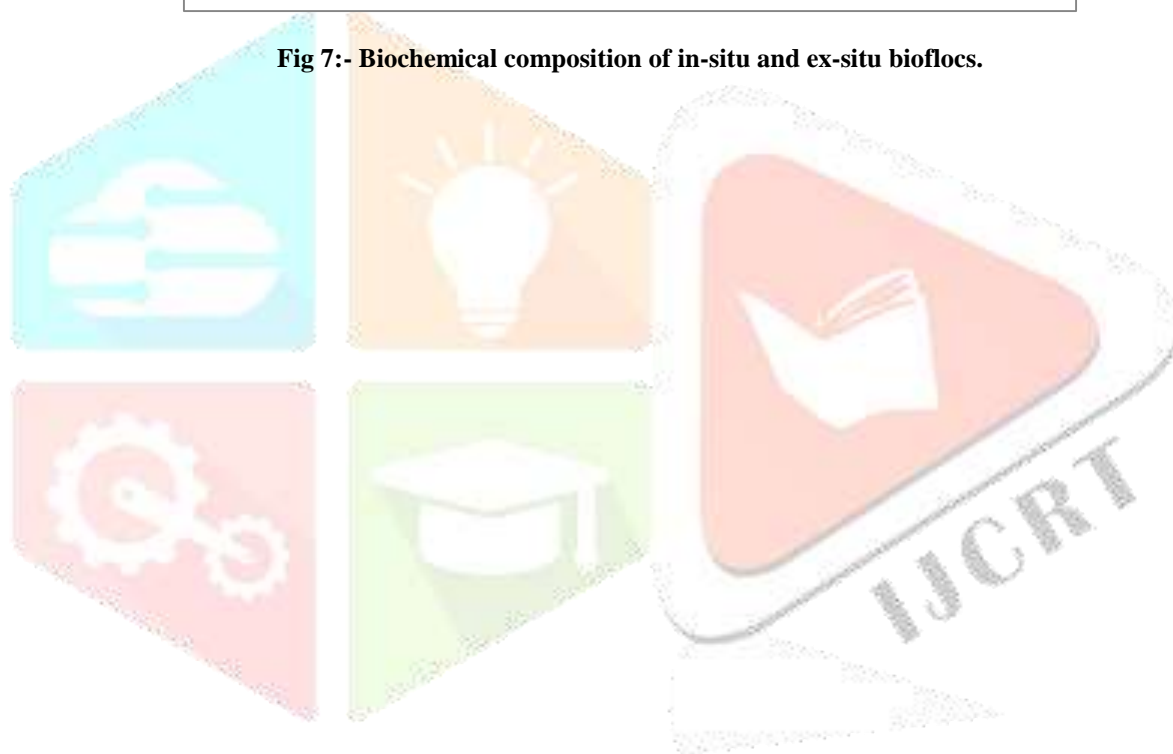 Fig 7:- Biochemical composition of in-situ and ex-situ bioflocs.
IJCRT